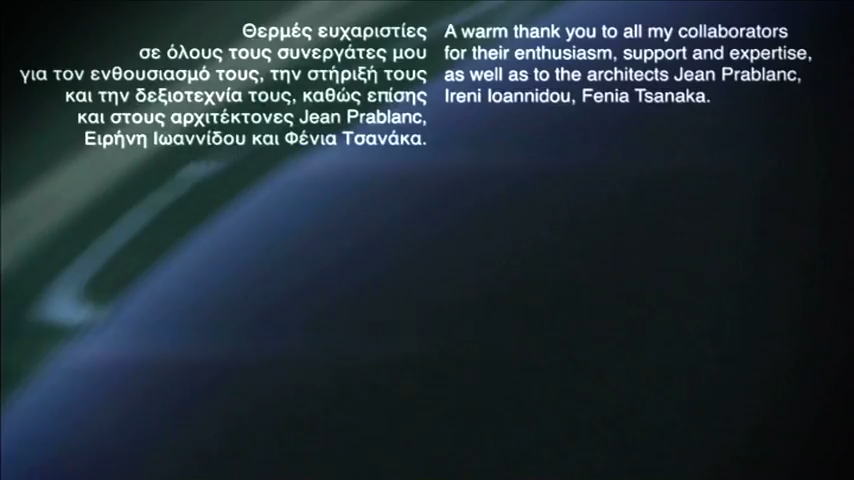 Θερμές ευχαριστίες
σε όλους τους συνεργάτες μου
για τον ενθουσιασμό τους, την στήριξή τους
και την δεξιοτεχνία τους, καθώς επίσης
και στους αρχιτέκτονες Jean Prablanc,
Ειρήνη Ιωαννίδου και Φένια Τσανάκα.
A warm thank you to all my collaborators
for their enthusiasm, support and expertise,
as well as to the architects Jean Prablanc,
Ireni Ioannidou, Fenia Tsanaka.